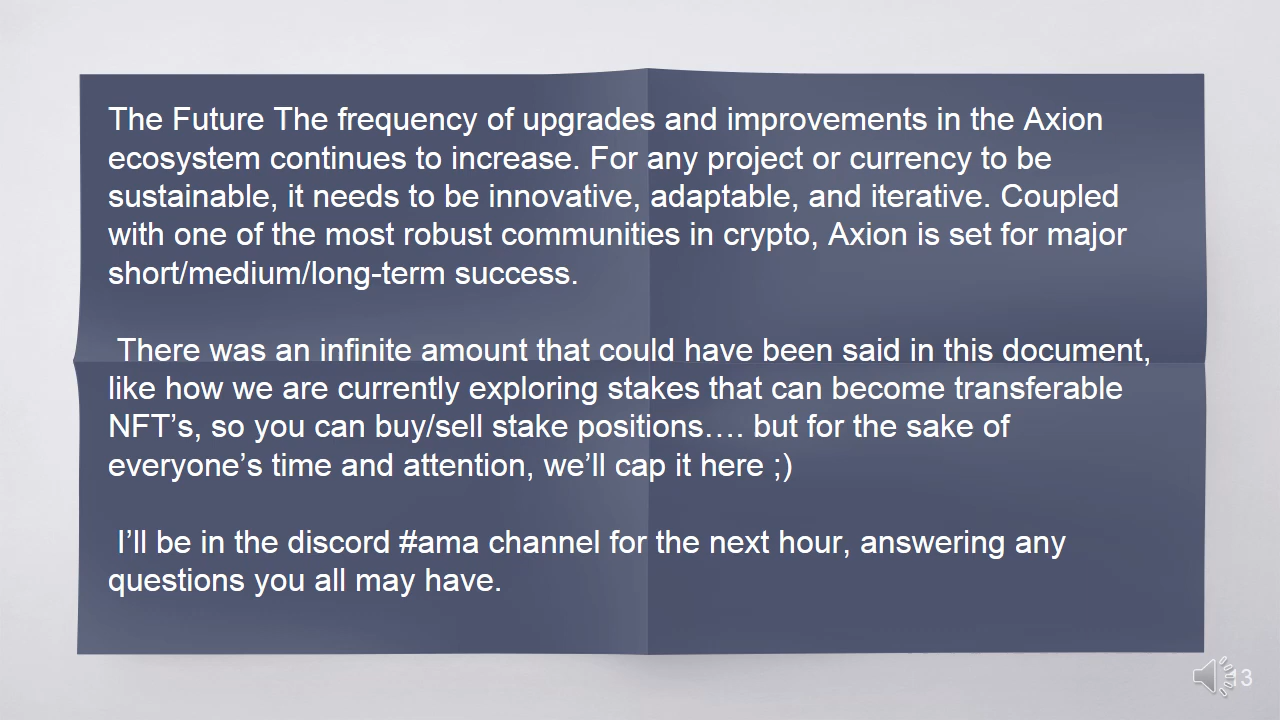 The Future The frequency of upgrades and improvements in the Axion
ecosystem continues to increase. For any project or currency to be
sustainable, it needs to be innovative, adaptable, and iterative. Coupled
with one of the most robust communities in crypto, Axion is set for major
short/medium/long-term success.
There was an infinite amount that could have been said in this document,
like how we are currently exploring stakes that can become transferable
NFT’s, so you can buy/sell stake positions…. but for the sake of
everyone’s time and attention, we’ll cap it here ;)
I’ll be in the discord #ama channel for the next hour, answering any
questions you all may have.
13